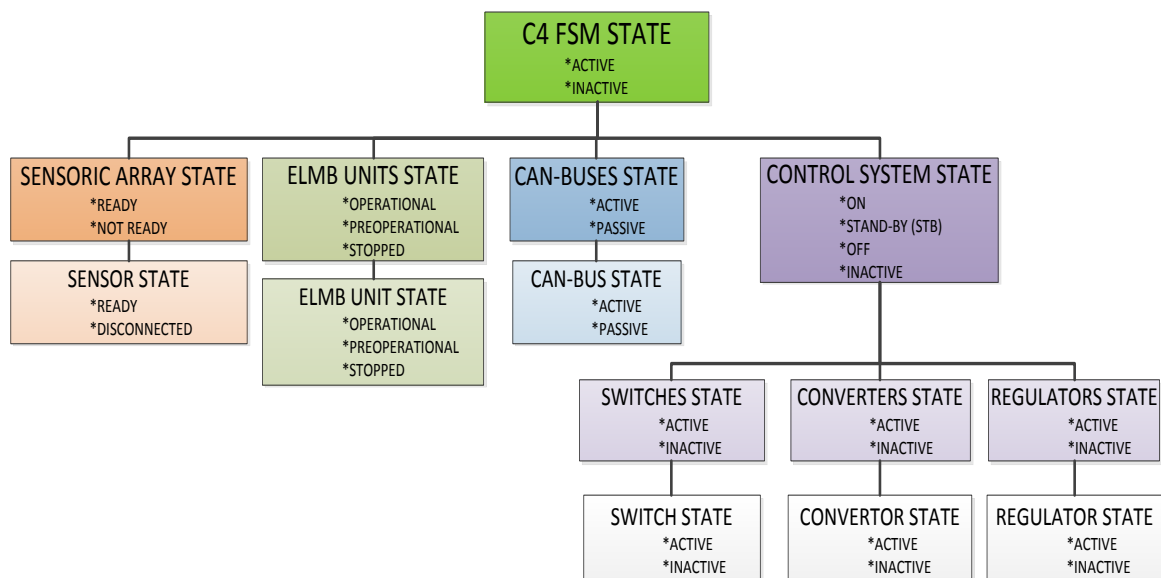 C4 FSM STATE
*ACTIVE
*INACTIVE
SENSORIC ARRAY STATE
*READY
*NOT READY
SENSOR STATE
*READY
*DISCONNECTED
ELMB UNITS STATE
*OPERATIONAL
*PREOPERATIONAL
*STOPPED
ELMB UNIT STATE
*OPERATIONAL
*PREOPERATIONAL
*STOPPED
CAN-BUSES STATE
*ACTIVE
*PASSIVE
CAN-BUS STATE
*ACTIVE
*PASSIVE
CONTROL SYSTEM STATE
*ON
*STAND-BY (STB)
*OFF
*INACTIVE
SWITCHES STATE
*ACTIVE
*INACTIVE
SWITCH STATE
*ACTIVE
*INACTIVE
CONVERTERS STATE
*ACTIVE
*INACTIVE
CONVERTOR STATE
*ACTIVE
*INACTIVE
REGULATORS STATE
*ACTIVE
*INACTIVE
REGULATOR STATE
*ACTIVE
*INACTIVE